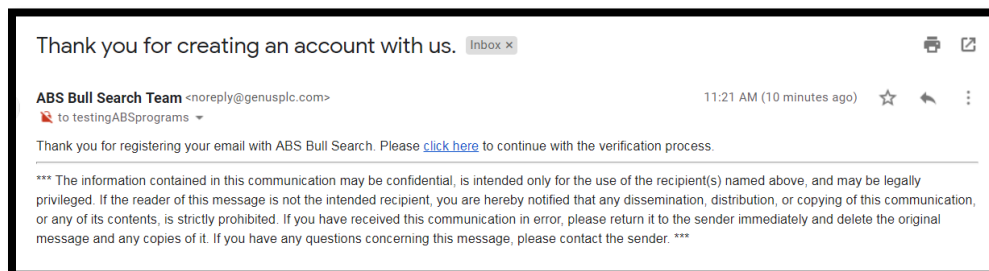 Thank you for creating an account with us. Inbox ×
ABS Bull Search Team <noreply@genusplc.com> 11:21 AM (10 minutes ago)
to testingABSprograms
Thank you for registering your email with ABS Bull Search. Please click here to continue with the verification process.
*** The information contained in this communication may be confidential, is intended only for the use of the recipient(s) named above, and may be legally
privileged. If the reader of this message is not the intended recipient, you are hereby notified that any dissemination, distribution, or copying of this communication,
or any of its contents, is strictly prohibited. If you have received this communication in error, please return it to the sender immediately and delete the original
message and any copies of it. If you have any questions concerning this message, please contact the sender. ***